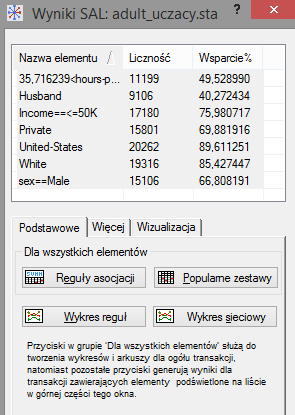 Wyniki SAL: adult_uczacy.sta
Nazwa elementu / Liczność Wsparcie%
35,716239<hours-p... 11199 49,528990
Husband 9106 40,272434
Income==<=50K 17180 75,980717
Private 15801 69,881916
United-States 20262 89,611251
White 19316 85,427447
sex==Male 15106 66,808191
Podstawowe Więcej Wizualizacja
Dla wszystkich elementów
Reguły asocjacji Popularne zestawy
Wykres reguł Wykres sieciowy
Przyciski w grupie 'Dla wszystkich elementów' służą do
tworzenia wykresów i arkuszy dla ogółu transakcji,
natomiast pozostałe przyciski generują wyniki dla
transakcji zawierających elementy podświetlone na liście
w górnej części tego okna.